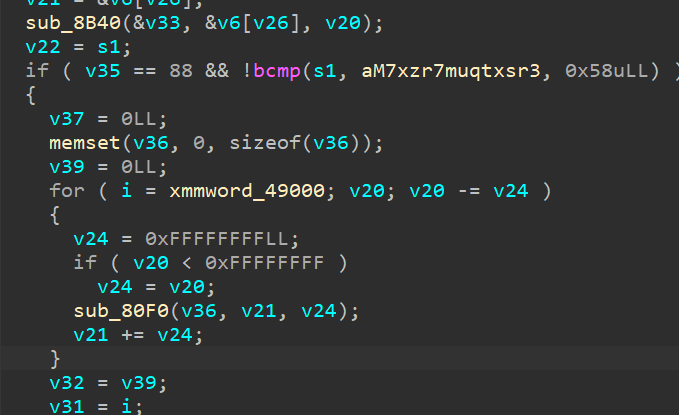 v21 = &v6[v26];
sub_8B40(&v33, &v6[v26], v20);
v22 = s1;
if ( v35 == 88 && !bcmp(s1, aM7xzr7muqtxsr3, 0x58uLL) )
{
v37 = 0LL;
memset(v36, 0, sizeof(v36));
v39 = 0LL;
for ( i = xmmword_49000; v20; v20 -= v24 )
{
v24 = 0xFFFFFFFFLL;
if ( v20 < 0xFFFFFFFF )
v24 = v20;
sub_80F0(v36, v21, v24);
v21 += v24;
}
v32 = v39;
v31 = i;